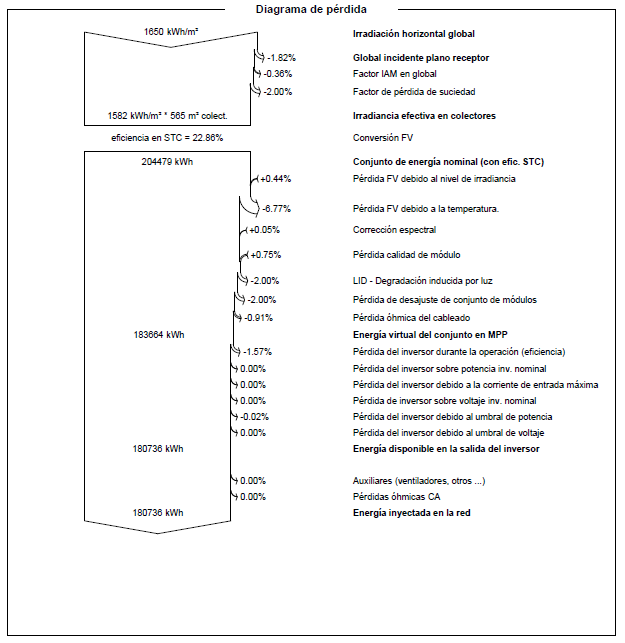 Diagrama de pérdida
1650 kWh/m² Irradiación horizontal global
-1.82% Global incidente plano receptor
-0.36% Factor IAM en global
-2.00% Factor de pérdida de suciedad
1582 kWh/m² * 565 m² colect. Irradiancia efectiva en colectores
eficiencia en STC = 22.86% Conversión FV
204479 kWh Conjunto de energía nominal (con efic. STC)
+0.44% Pérdida FV debido al nivel de irradiancia
-6.77% Pérdida FV debido a la temperatura.
+0.05% Corrección espectral
+0.75% Pérdida calidad de módulo
-2.00% LID - Degradación inducida por luz
-2.00% Pérdida de desajuste de conjunto de módulos
-0.91% Pérdida óhmica del cableado
183664 kWh Energía virtual del conjunto en MPP
-1.57% Pérdida del inversor durante la operación (eficiencia)
0.00% Pérdida del inversor sobre potencia inv. nominal
0.00% Pérdida del inversor debido a la corriente de entrada máxima
0.00% Pérdida de inversor sobre voltaje inv. nominal
-0.02% Pérdida del inversor debido al umbral de potencia
0.00% Pérdida del inversor debido al umbral de voltaje
180736 kWh Energía disponible en la salida del inversor
0.00% Auxiliares (ventiladores, otros ...)
0.00% Pérdidas óhmicas CA
180736 kWh Energía inyectada en la red